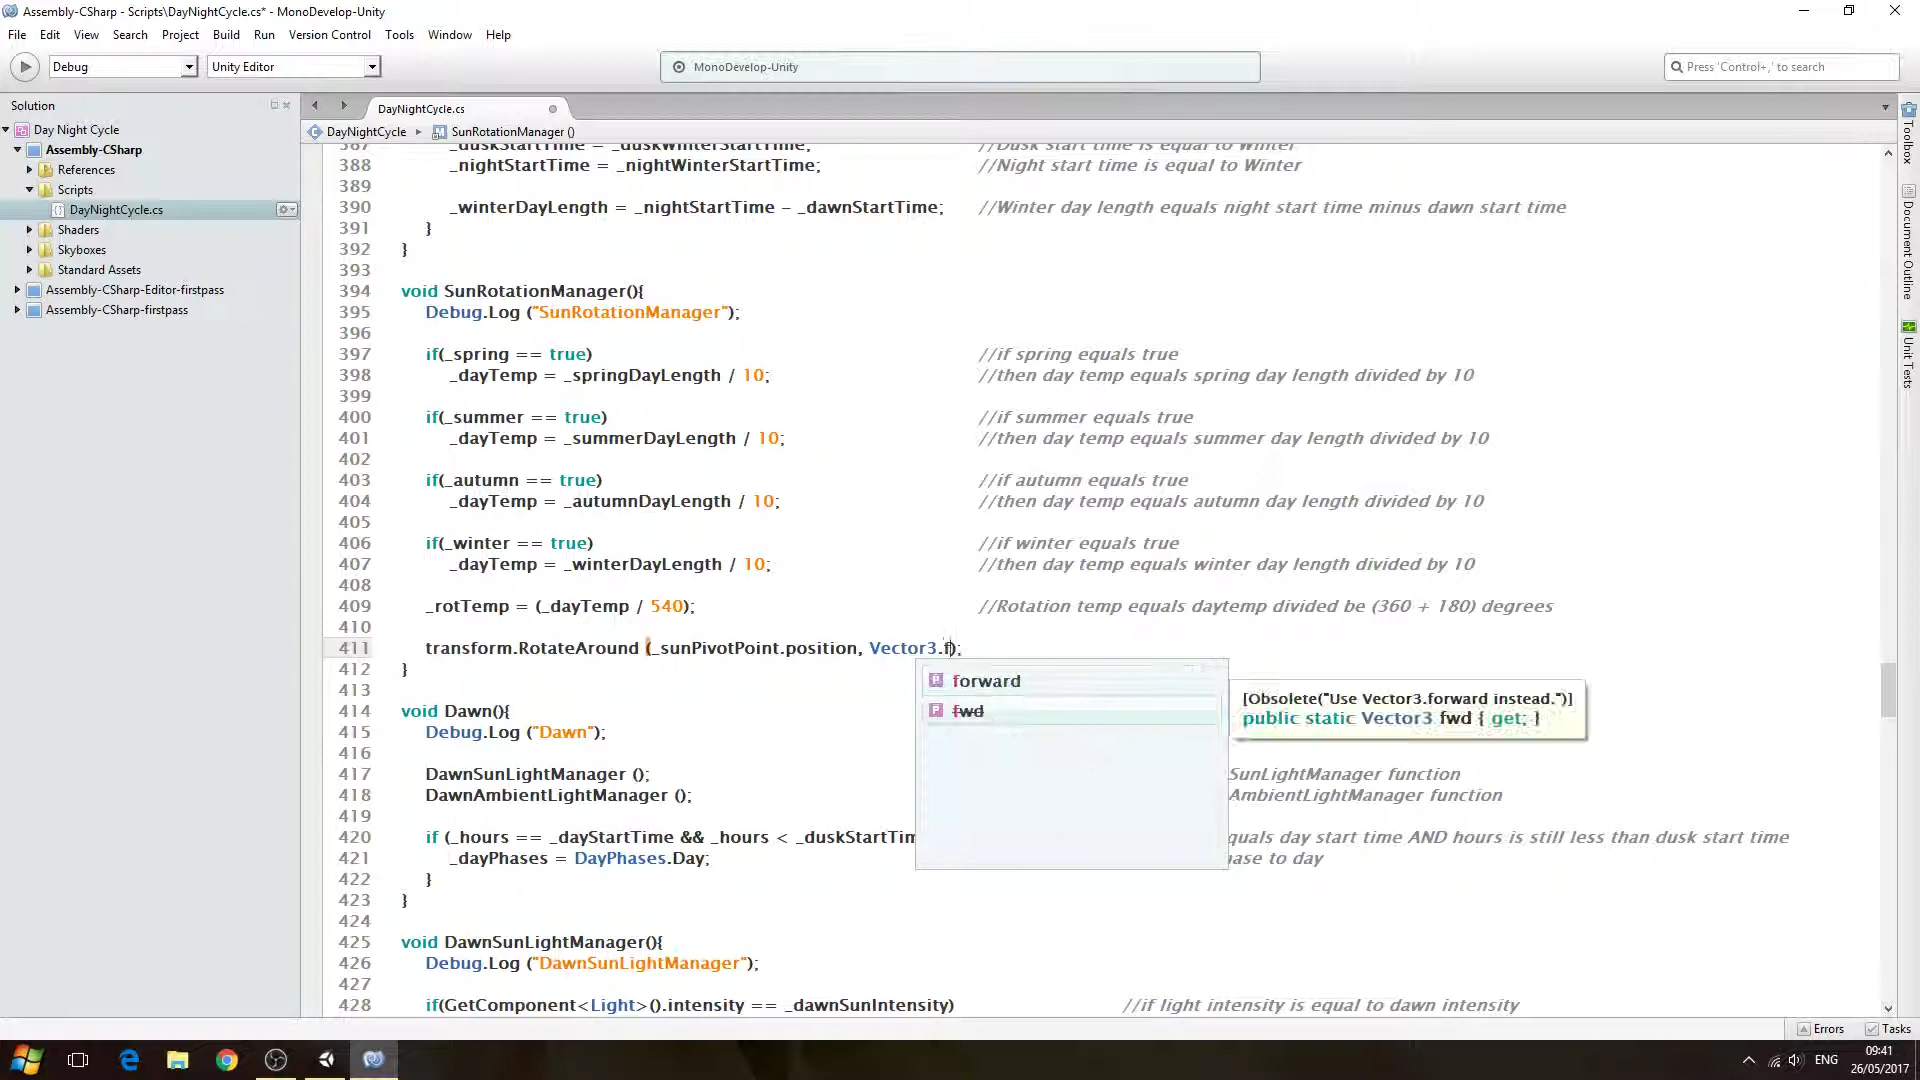 Assembly-CSharp - Scripts\DayNightCycle.cs* - MonoDevelop-Unity
File Edit View Search Project Build Run Version Control Tools Window Help
Debug Unity Editor MonoDevelop-Unity Press 'Control+,' to search
Solution
Day Night Cycle
Assembly-CSharp
References
Scripts
DayNightCycle.cs
Shaders
Skyboxes
Standard Assets
Assembly-CSharp-Editor-firstpass
Assembly-CSharp-firstpass
DayNightCycle.cs
DayNightCycle SunRotationManager ()
387 _duskStartTime = _duskWinterStartTime; //Dusk start time is equal to Winter
388 _nightStartTime = _nightWinterStartTime; //Night start time is equal to Winter
389
390 _winterDayLength = _nightStartTime - _dawnStartTime; //Winter day length equals night start time minus dawn start time
391 }
392 }
393
394 void SunRotationManager(){
395 Debug.Log ("SunRotationManager");
396
397 if(_spring == true) //if spring equals true
398 _dayTemp = _springDayLength / 10; //then day temp equals spring day length divided by 10
399
400 if(_summer == true) //if summer equals true
401 _dayTemp = _summerDayLength / 10; //then day temp equals summer day length divided by 10
402
403 if(_autumn == true) //if autumn equals true
404 _dayTemp = _autumnDayLength / 10; //then day temp equals autumn day length divided by 10
405
406 if(_winter == true) //if winter equals true
407 _dayTemp = _winterDayLength / 10; //then day temp equals winter day length divided by 10
408
409 _rotTemp = (_dayTemp / 540); //Rotation temp equals daytemp divided be (360 + 180) degrees
410
411 transform.RotateAround (_sunPivotPoint.position, Vector3.f);
412 }
413
414 void Dawn(){
415 Debug.Log ("Dawn");
416
417 DawnSunLightManager (); SunLightManager function
418 DawnAmbientLightManager (); AmbientLightManager function
419
420 if (_hours == _dayStartTime && _hours < _duskStartTim quals day start time AND hours is still less than dusk start time
421 _dayPhases = DayPhases.Day; ase to day
422 }
423 }
424
425 void DawnSunLightManager(){
426 Debug.Log ("DawnSunLightManager");
427
428 if(GetComponent<Light>().intensity == _dawnSunIntensity) //if light intensity is equal to dawn intensity
forward
fwd
[Obsolete("Use Vector3.forward instead.")]
public static Vector3 fwd { get; }
Toolbox
Document Outline
Unit Tests
Errors Tasks
ENG
09:41
26/05/2017